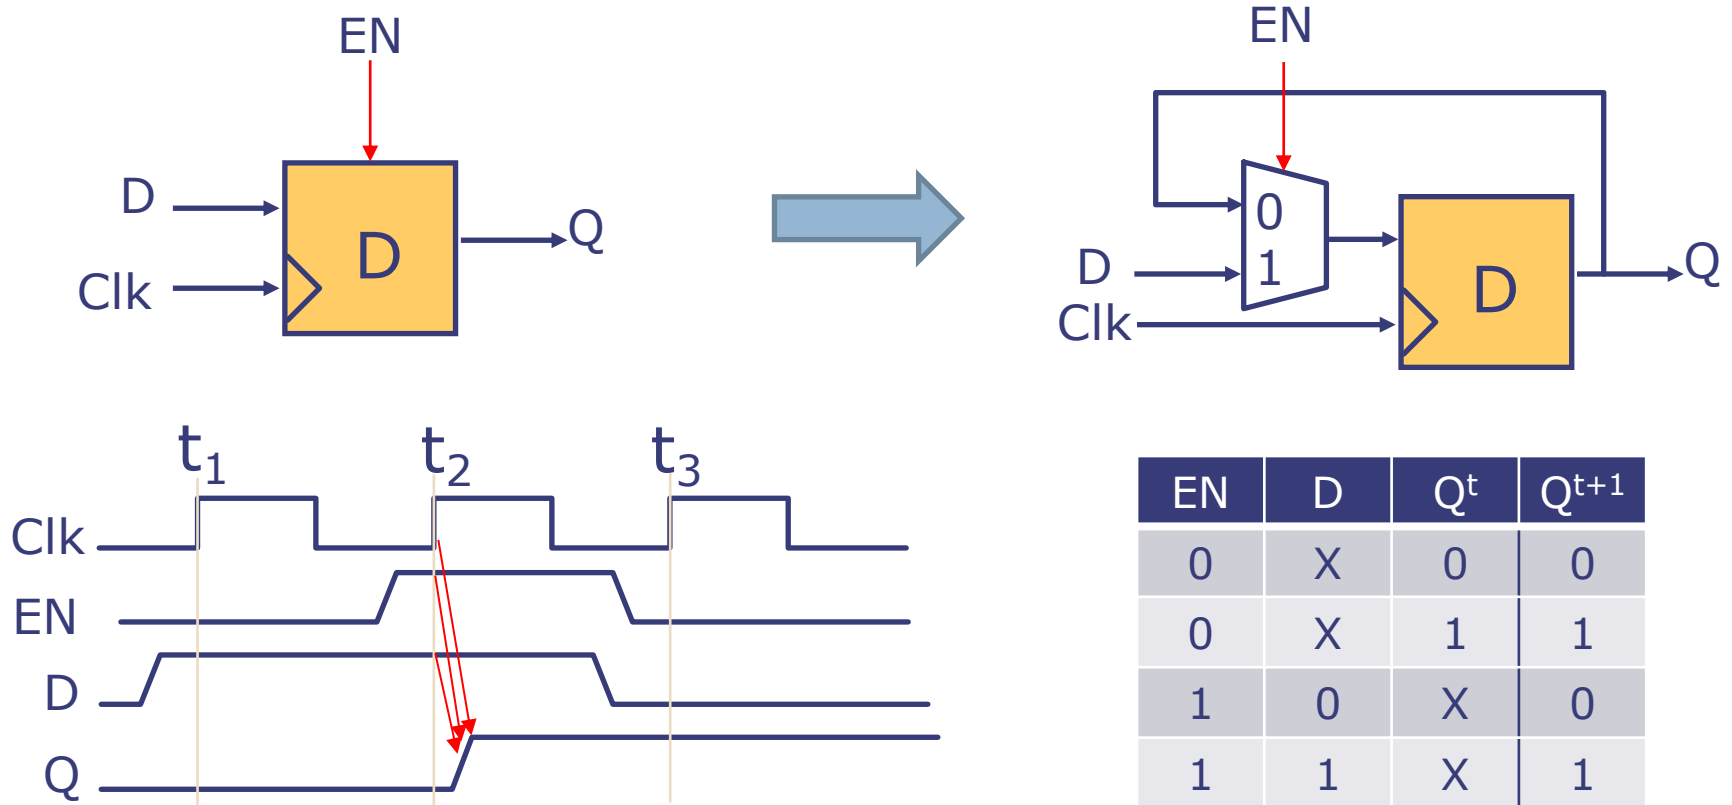 EN
D
Clk
D
Q
EN
0
1
D
Clk
D
Q
t₁ t₂ t₃
Clk
EN
D
Q
EN D Qᵗ Qᵗ⁺¹
0 X 0 0
0 X 1 1
1 0 X 0
1 1 X 1